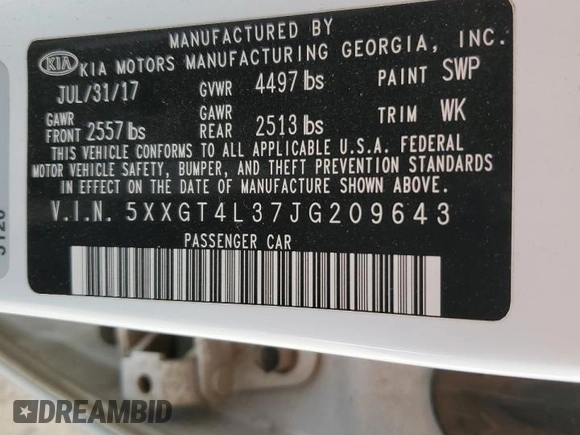 MANUFACTURED BY
KIA KIA MOTORS MANUFACTURING GEORGIA, INC.
JUL/31/17 GVWR 4497 lbs PAINT SWP
GAWR FRONT 2557 lbs GAWR REAR 2513 lbs TRIM WK
THIS VEHICLE CONFORMS TO ALL APPLICABLE U.S.A. FEDERAL
MOTOR VEHICLE SAFETY, BUMPER, AND THEFT PREVENTION STANDARDS
IN EFFECT ON THE DATE OF MANUFACTURE SHOWN ABOVE.
V.I.N. 5XXGT4L37JG209643
PASSENGER CAR
DREAMBID